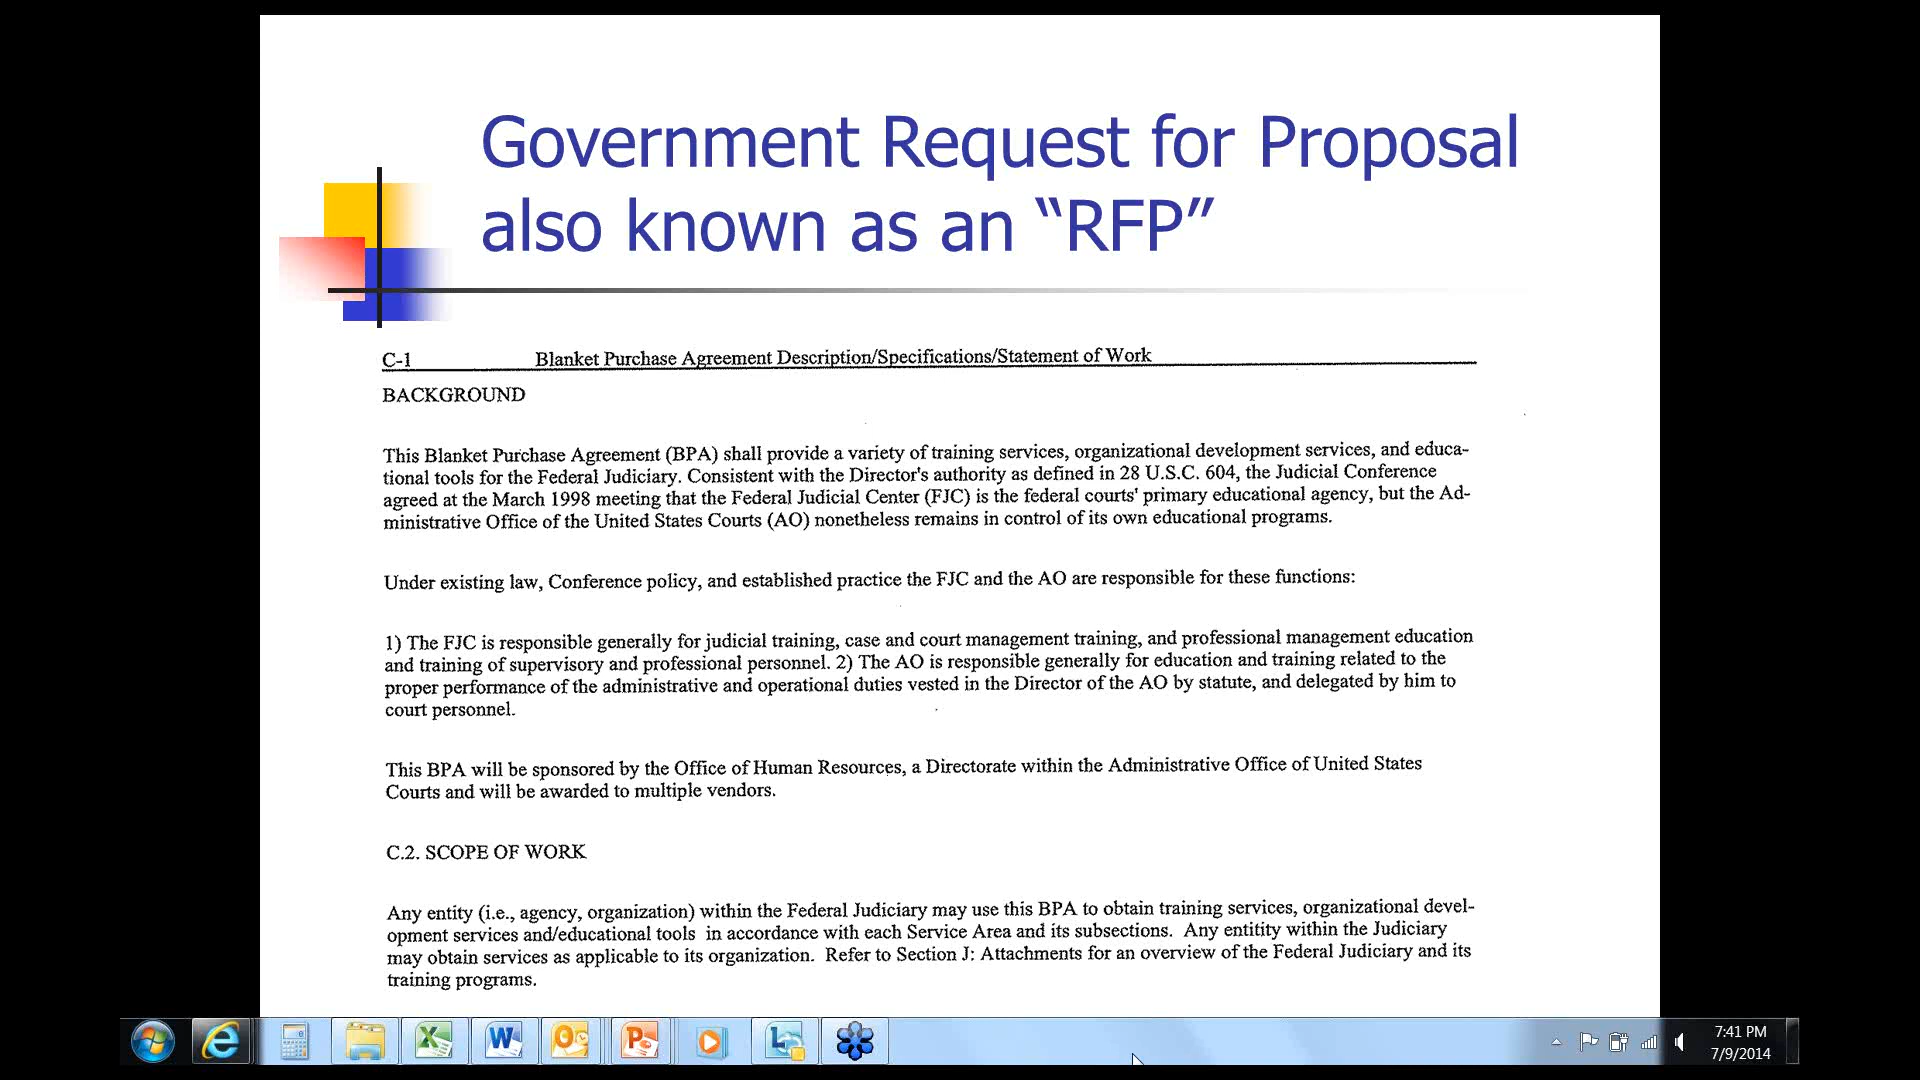 Government Request for Proposal
also known as an “RFP”
C-1 Blanket Purchase Agreement Description/Specifications/Statement of Work
BACKGROUND
This Blanket Purchase Agreement (BPA) shall provide a variety of training services, organizational development services, and educa-
tional tools for the Federal Judiciary. Consistent with the Director's authority as defined in 28 U.S.C. 604, the Judicial Conference
agreed at the March 1998 meeting that the Federal Judicial Center (FJC) is the federal courts' primary educational agency, but the Ad-
ministrative Office of the United States Courts (AO) nonetheless remains in control of its own educational programs.
Under existing law, Conference policy, and established practice the FJC and the AO are responsible for these functions:
1) The FJC is responsible generally for judicial training, case and court management training, and professional management education
and training of supervisory and professional personnel. 2) The AO is responsible generally for education and training related to the
proper performance of the administrative and operational duties vested in the Director of the AO by statute, and delegated by him to
court personnel.
This BPA will be sponsored by the Office of Human Resources, a Directorate within the Administrative Office of United States
Courts and will be awarded to multiple vendors.
C.2. SCOPE OF WORK
Any entity (i.e., agency, organization) within the Federal Judiciary may use this BPA to obtain training services, organizational devel-
opment services and/educational tools in accordance with each Service Area and its subsections. Any entitity within the Judiciary
may obtain services as applicable to its organization. Refer to Section J: Attachments for an overview of the Federal Judiciary and its
training programs.
7:41 PM
7/9/2014